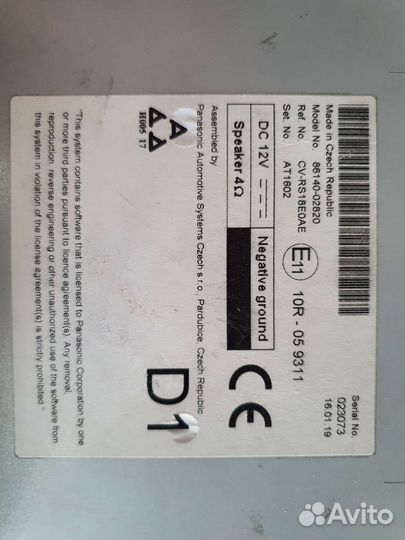 Made in Czech Republic
Model No. 86140-02820
Ref. No. CV-RS18E0AE
Set. No. AT1602
E11 10R - 05 9311
Serial No.
023073
16.01.19
DC 12V
Negative ground
Speaker 4Ω
CE
Assembled by
Panasonic Automotive Systems Czech s r.o., Pardubice, Czech Republic
D1
"This system contains software that is licensed to Panasonic Corporation by one
or more third parties pursuant to licence agreement(s). Any removal,
reproduction, reverse engineering or other unauthorized use of the software from
this system in violation of the license agreement(s) is strictly prohibited."
Avito